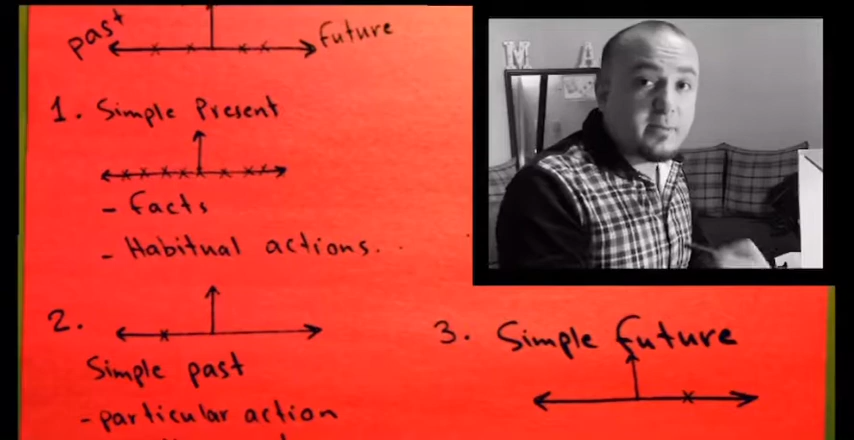 past
future
1. Simple Present
- facts
- Habitual actions..
2.
Simple past
- particular action
3. Simple future
M A